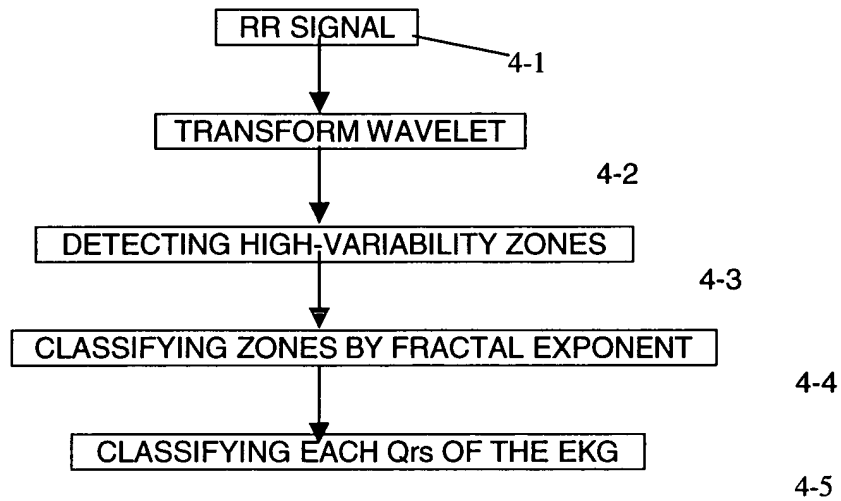 RR SIGNAL
4-1
TRANSFORM WAVELET
4-2
DETECTING HIGH-VARIABILITY ZONES
4-3
CLASSIFYING ZONES BY FRACTAL EXPONENT
4-4
CLASSIFYING EACH Qrs OF THE EKG
4-5